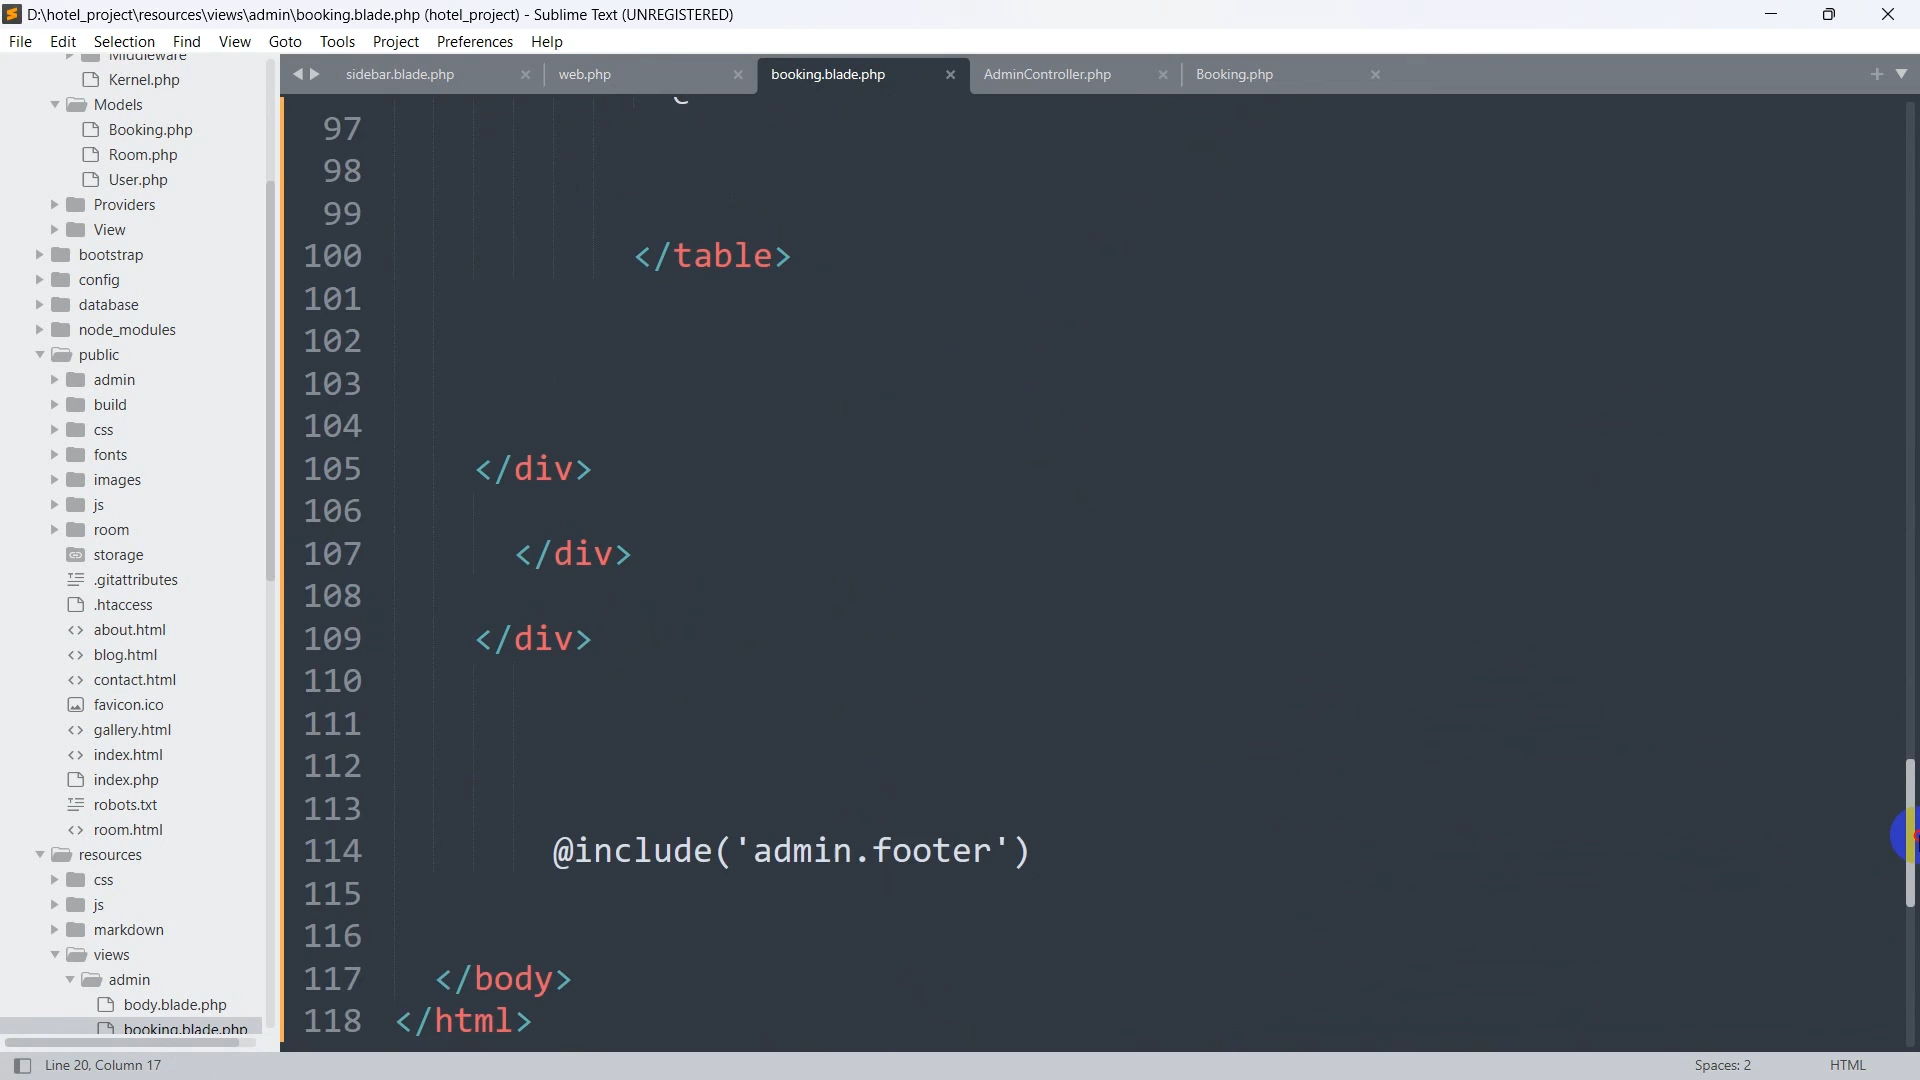 D:\hotel_project\resources\views\admin\booking.blade.php (hotel_project) - Sublime Text (UNREGISTERED)
File Edit Selection Find View Goto Tools Project Preferences Help
Middleware
Kernel.php
Models
Booking.php
Room.php
User.php
Providers
View
bootstrap
config
database
node_modules
public
admin
build
css
fonts
images
js
room
storage
.gitattributes
.htaccess
about.html
blog.html
contact.html
favicon.ico
gallery.html
index.html
index.php
robots.txt
room.html
resources
css
js
markdown
views
admin
body.blade.php
booking.blade.php
sidebar.blade.php web.php booking.blade.php AdminController.php Booking.php
97
98
99
100 </table>
101
102
103
104
105 </div>
106
107 </div>
108
109 </div>
110
111
112
113
114 @include('admin.footer')
115
116
117 </body>
118 </html>
Line 20, Column 17 Spaces: 2 HTML